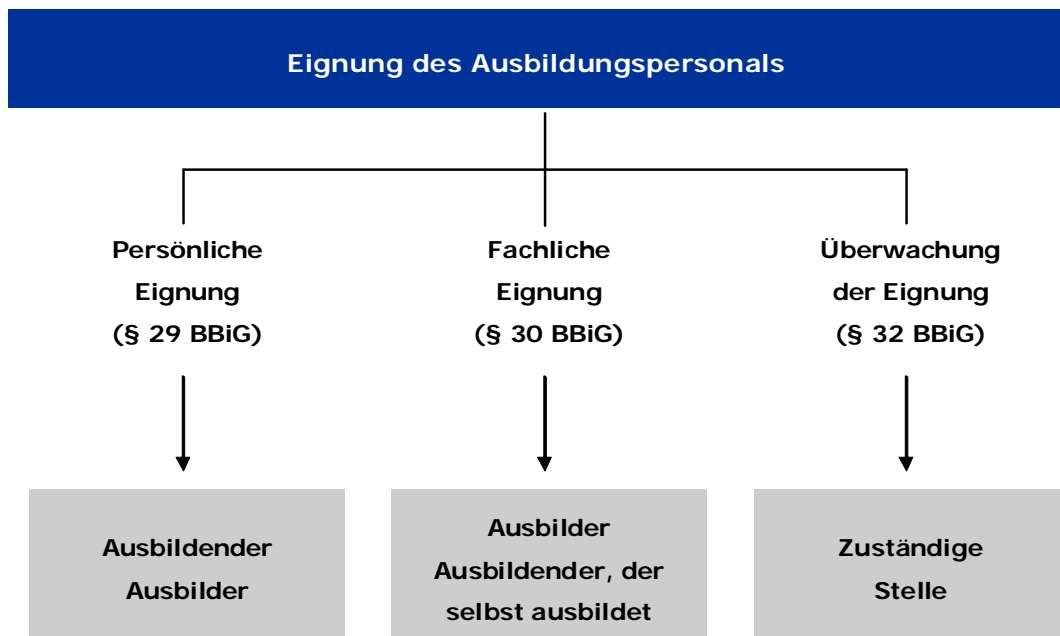 Eignung des Ausbildungspersonals
Persönliche
Eignung
(§ 29 BBiG)
Fachliche
Eignung
(§ 30 BBiG)
Überwachung
der Eignung
(§ 32 BBiG)
Ausbildender
Ausbilder
Ausbilder
Ausbildender, der
selbst ausbildet
Zuständige
Stelle